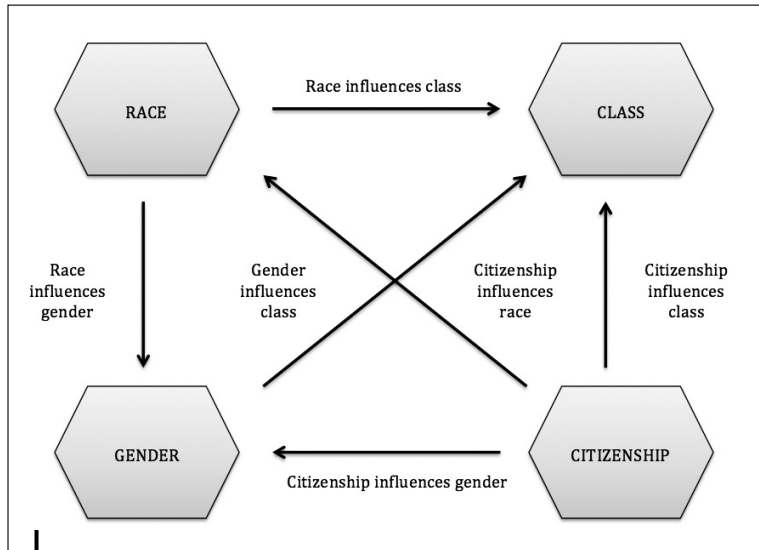 Race influences class
RACE
CLASS
Race
influences
gender
Gender
influences
class
Citizenship
influences
race
Citizenship
influences
class
GENDER
CITIZENSHIP
Citizenship influences gender